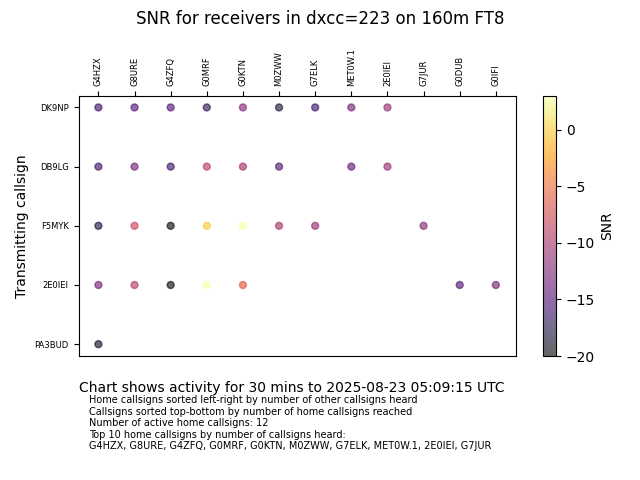 SNR for receivers in dxcc=223 on 160m FT8
G4HZX G8URE G4ZFQ G0MRF G0KTN M0ZWW G7ELK MET0W.1 2E0IEI G7JUR G0DUB G0IFI
DK9NP
DB9LG
F5MYK
2E0IEI
PA3BUD
Transmitting callsign
0
−5
−10
−15
−20
SNR
Chart shows activity for 30 mins to 2025-08-23 05:09:15 UTC
Home callsigns sorted left-right by number of other callsigns heard
Callsigns sorted top-bottom by number of home callsigns reached
Number of active home callsigns: 12
Top 10 home callsigns by number of callsigns heard:
G4HZX, G8URE, G4ZFQ, G0MRF, G0KTN, M0ZWW, G7ELK, MET0W.1, 2E0IEI, G7JUR